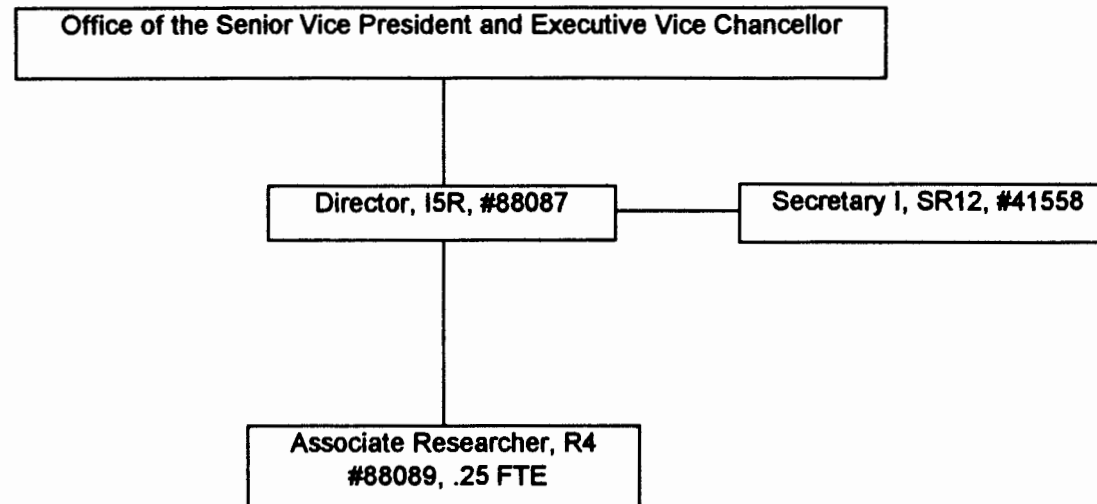 Office of the Senior Vice President and Executive Vice Chancellor
Director, I5R, #88087
Secretary I, SR12, #41558
Associate Researcher, R4
#88089, .25 FTE